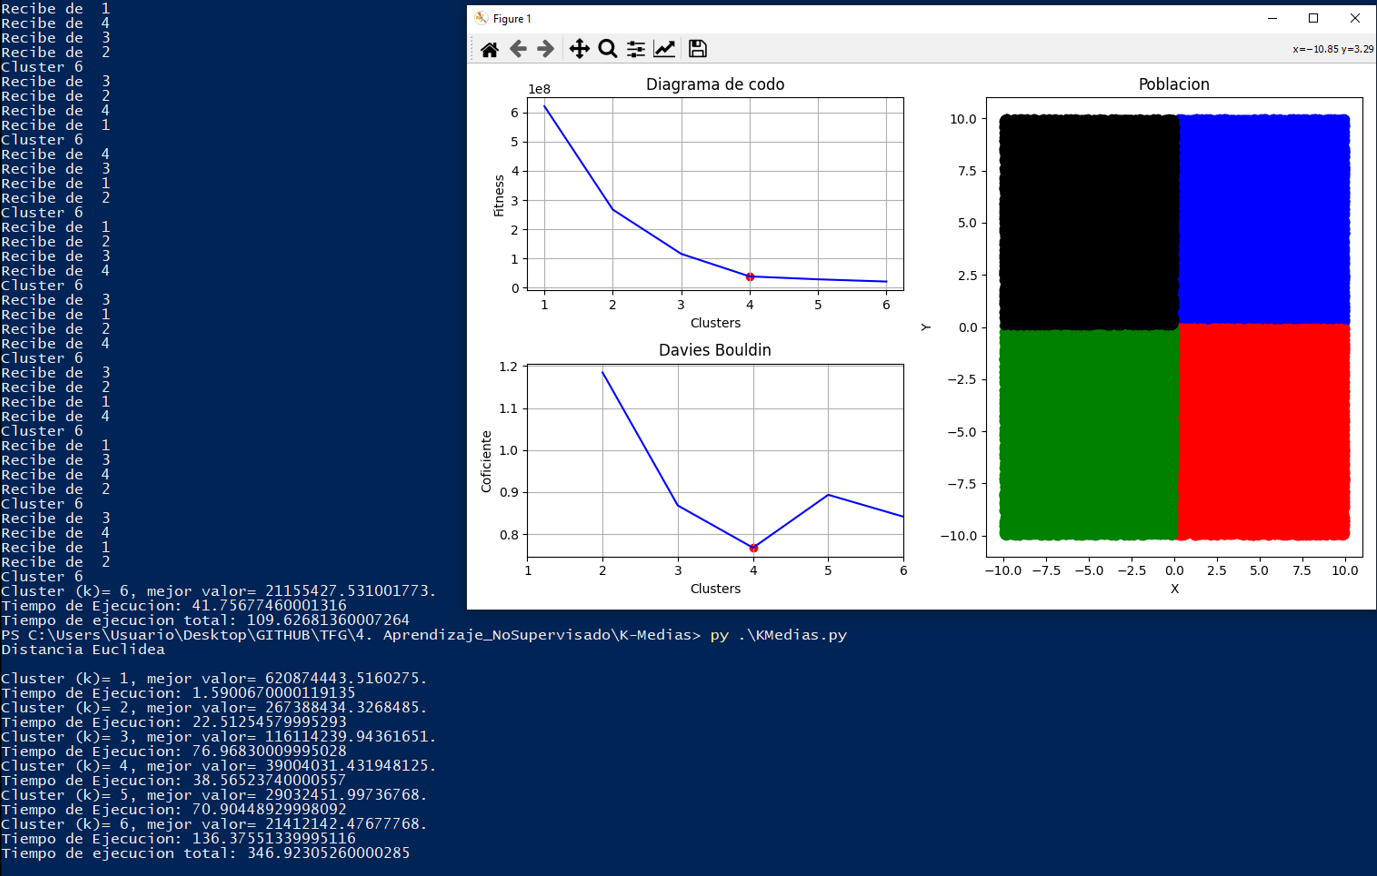 Recibe de  1
Recibe de  4
Recibe de  3
Recibe de  2
Cluster 6
Recibe de  3
Recibe de  2
Recibe de  4
Recibe de  1
Cluster 6
Recibe de  4
Recibe de  3
Recibe de  1
Recibe de  2
Cluster 6
Recibe de  1
Recibe de  2
Recibe de  3
Recibe de  4
Cluster 6
Recibe de  3
Recibe de  1
Recibe de  2
Recibe de  4
Cluster 6
Recibe de  3
Recibe de  2
Recibe de  1
Recibe de  4
Cluster 6
Recibe de  1
Recibe de  3
Recibe de  4
Recibe de  2
Cluster 6
Recibe de  3
Recibe de  4
Recibe de  1
Recibe de  2
Cluster 6
Cluster (k)= 6, mejor valor= 21155427.531001773.
Tiempo de Ejecucion: 41.75677460001316
Tiempo de ejecucion total: 109.62681360007264
PS C:\Users\Usuario\Desktop\GITHUB\TFG\4. Aprendizaje_NoSupervisado\K-Medias> py .\KMedias.py
Distancia Euclidea
Cluster (k)= 1, mejor valor= 620874443.5160275.
Tiempo de Ejecucion: 1.5900670000119135
Cluster (k)= 2, mejor valor= 267388434.3268485.
Tiempo de Ejecucion: 22.51254579995293
Cluster (k)= 3, mejor valor= 116114239.94361651.
Tiempo de Ejecucion: 76.96830009995028
Cluster (k)= 4, mejor valor= 39004031.431948125.
Tiempo de Ejecucion: 38.56523740000557
Cluster (k)= 5, mejor valor= 29032451.99736768.
Tiempo de Ejecucion: 70.90448929998092
Cluster (k)= 6, mejor valor= 21412142.47677768.
Tiempo de Ejecucion: 136.37551339995116
Tiempo de ejecucion total: 346.92305260000285
Figure 1
x=−10.85 y=3.29
Diagrama de codo
1e8
6
5
4
3
2
1
0
Fitness
1 2 3 4 5 6
Clusters
Davies Bouldin
1.2
1.1
1.0
0.9
0.8
Coficiente
1 2 3 4 5 6
Clusters
Poblacion
10.0
7.5
5.0
2.5
0.0
−2.5
−5.0
−7.5
−10.0
Y
−10.0 −7.5 −5.0 −2.5 0.0 2.5 5.0 7.5 10.0
X